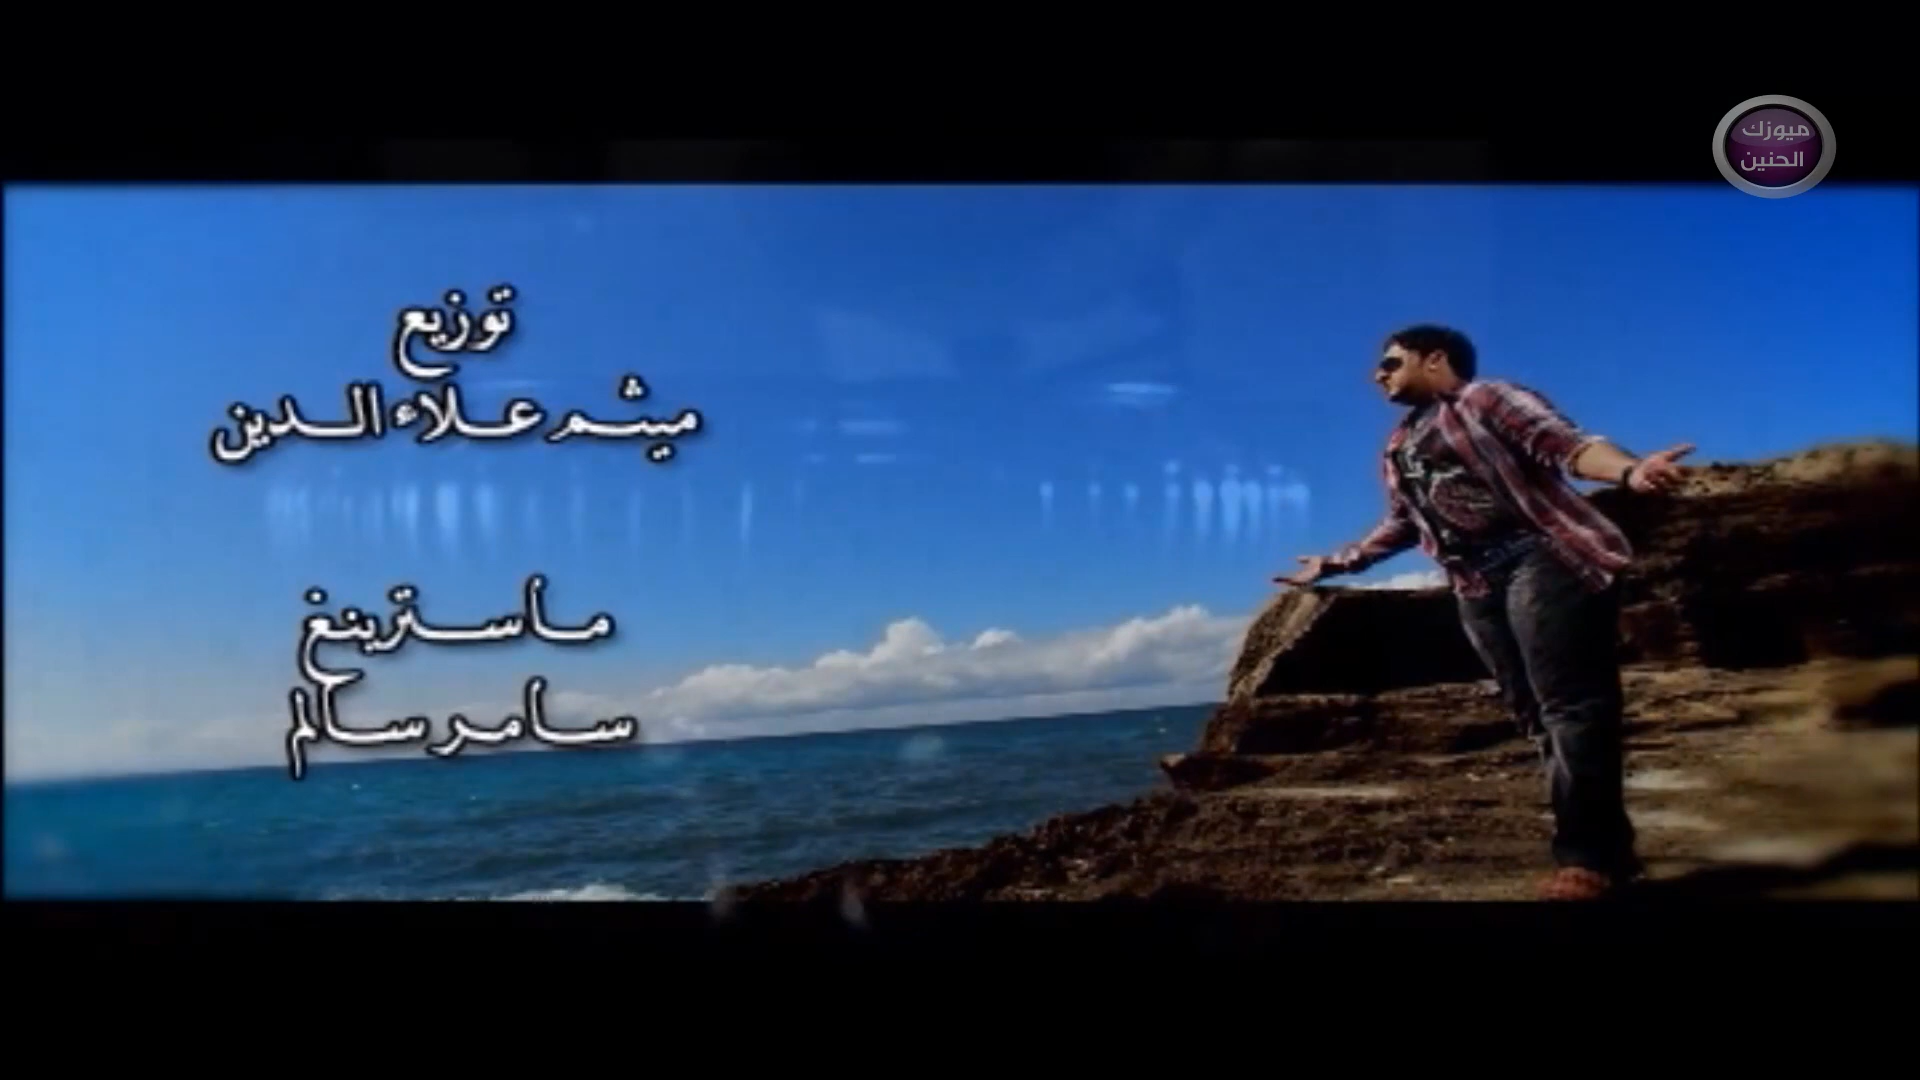 ميوزك
الحنين
توزيع
ميثم علاء الدين
ماسترينغ
سامر سالم